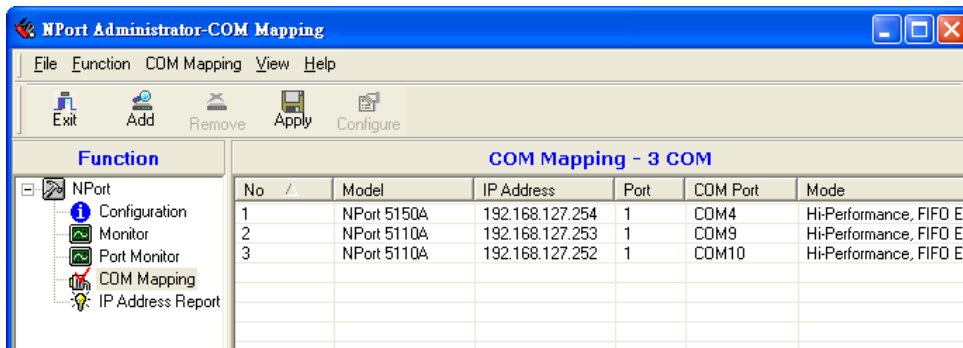 NPort Administrator-COM Mapping
File Function COM Mapping View Help
Exit Add Remove Apply Configure
Function
COM Mapping - 3 COM
NPort
Configuration
Monitor
Port Monitor
COM Mapping
IP Address Report
No Model IP Address Port COM Port Mode
1 NPort 5150A 192.168.127.254 1 COM4 Hi-Performance, FIFO E
2 NPort 5110A 192.168.127.253 1 COM9 Hi-Performance, FIFO E
3 NPort 5110A 192.168.127.252 1 COM10 Hi-Performance, FIFO E